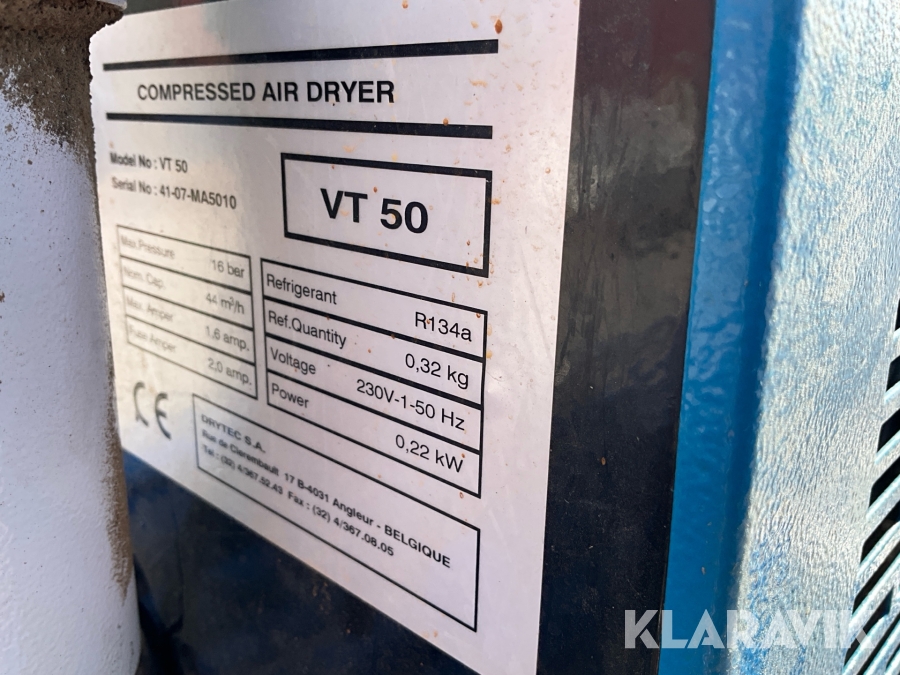 COMPRESSED AIR DRYER
Model No : VT 50
Serial No : 41-07-MA5010
VT 50
Max.Pressure 16 bar
Nom. Cap. 44 m³/h
Max. Amper 1.6 amp.
Fuse Amper 2.0 amp.
Refrigerant R134a
Ref.Quantity 0,32 kg
Voltage 230V-1-50 Hz
Power 0,22 kW
CE
DRYTEC S.A.
Rue de Clerembault 17 B-4031 Angleur - BELGIQUE
Tel : (32) 4/367.52.43 Fax : (32) 4/367.08.05
KLARAVIK